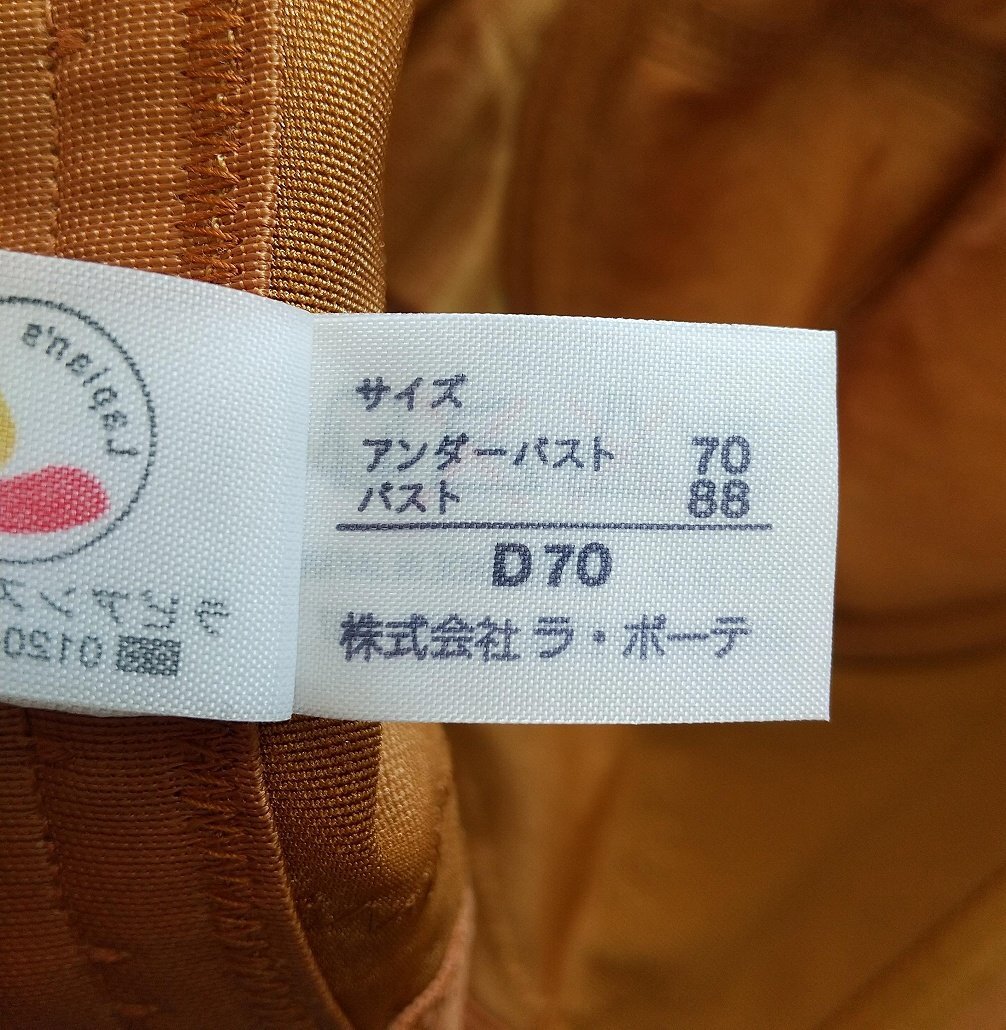 サイズ
アンダーバスト 70
バスト 88
D70
株式会社 ラ・ポーテ
0120